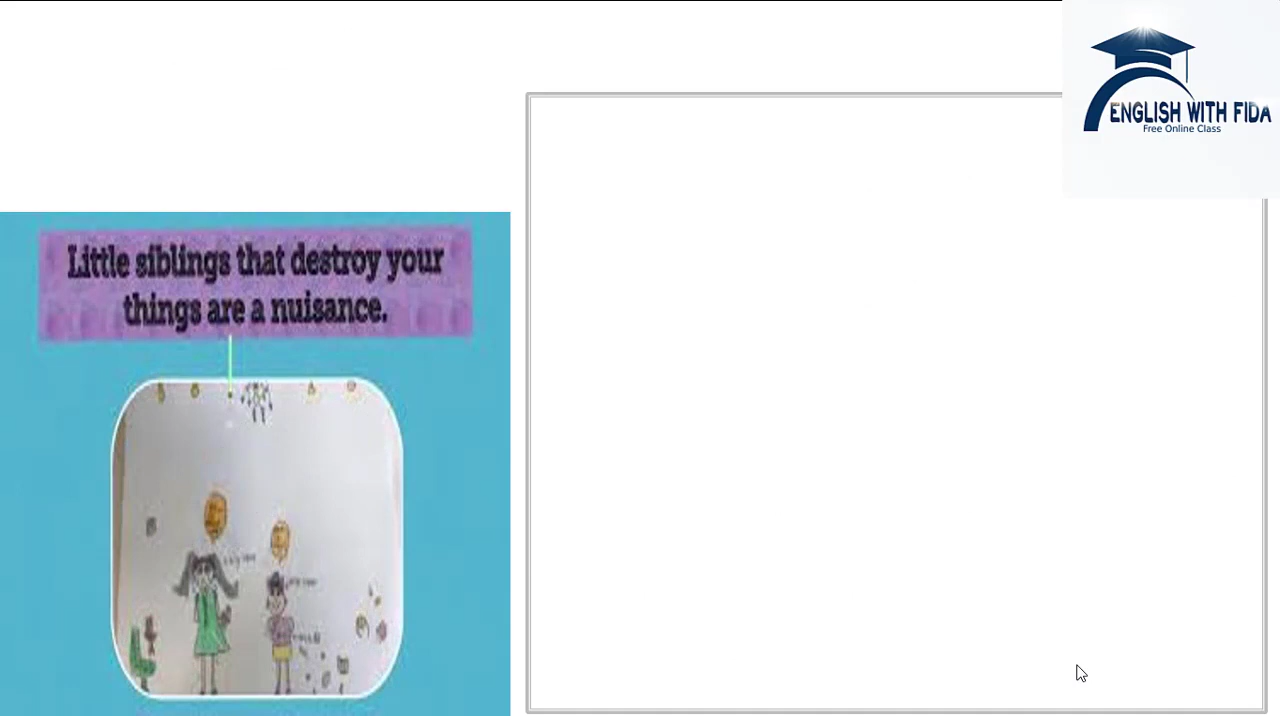 ENGLISH WITH FIDA
Free Online Class
Little siblings that destroy your
things are a nuisance.